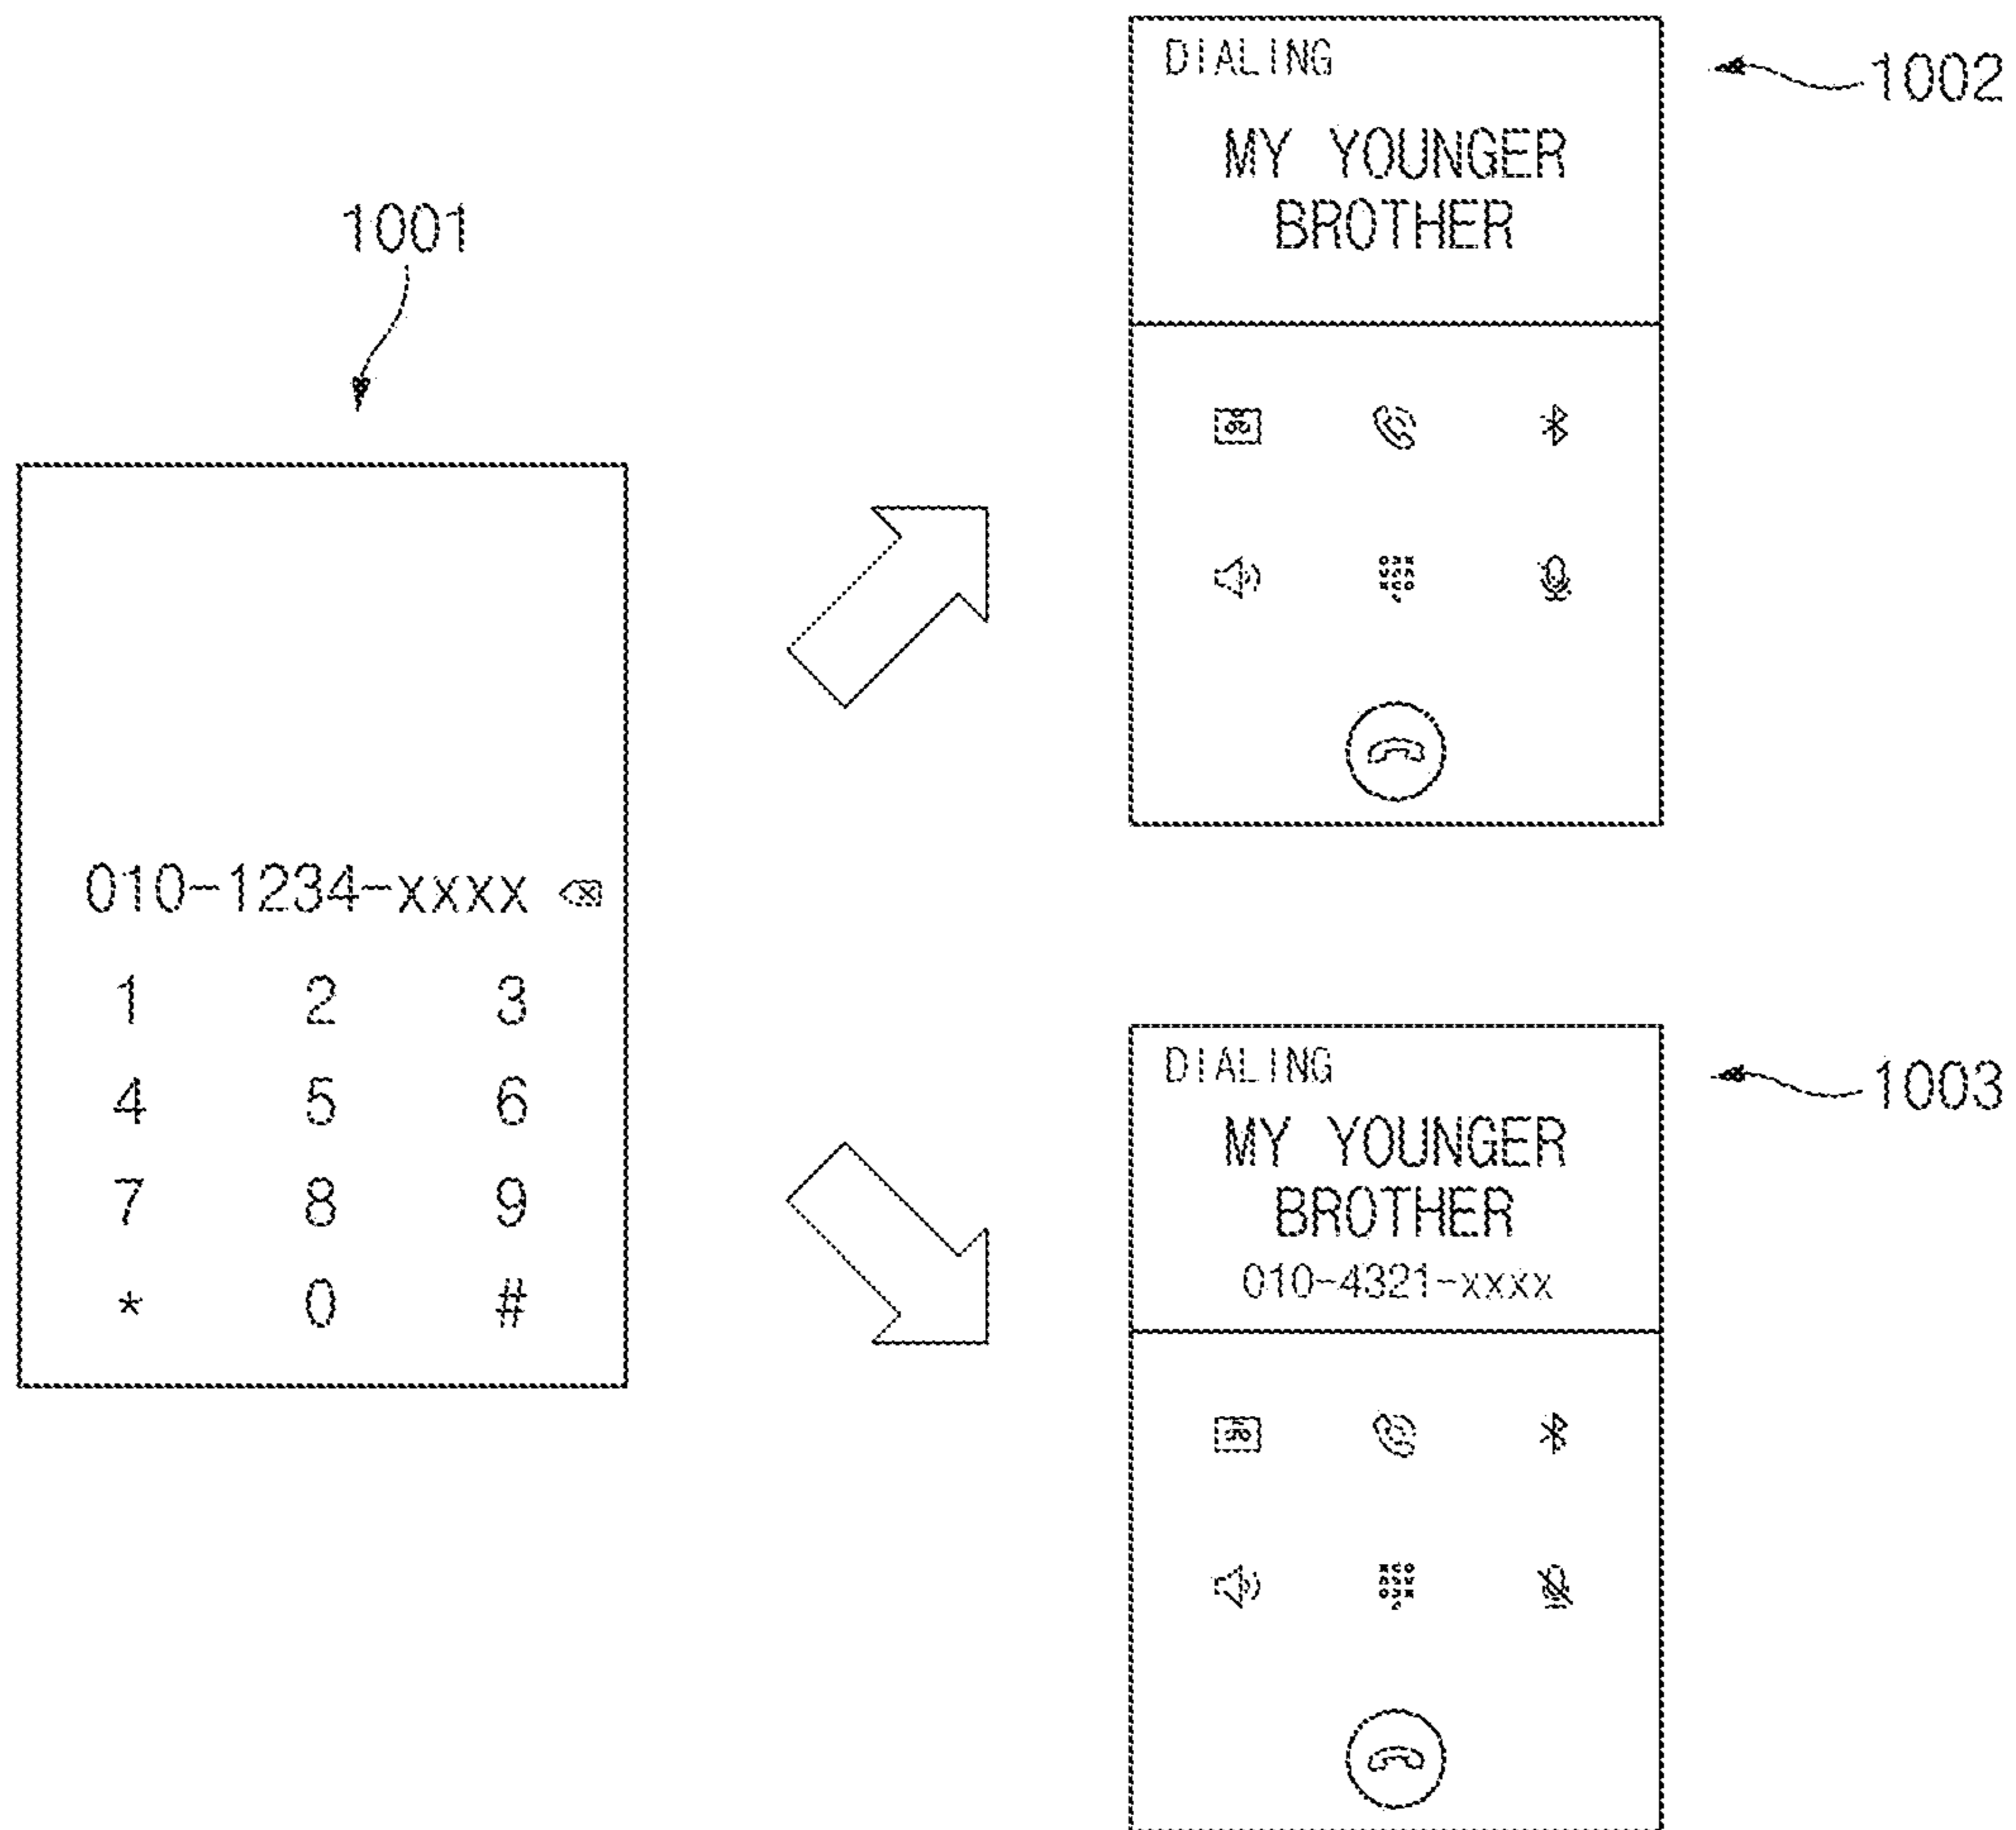 1001
010-1234-xxxx
1 2 3
4 5 6
7 8 9
* 0 #
DIALING
1002
MY YOUNGER
BROTHER
DIALING
1003
MY YOUNGER
BROTHER
010-4321-xxxx